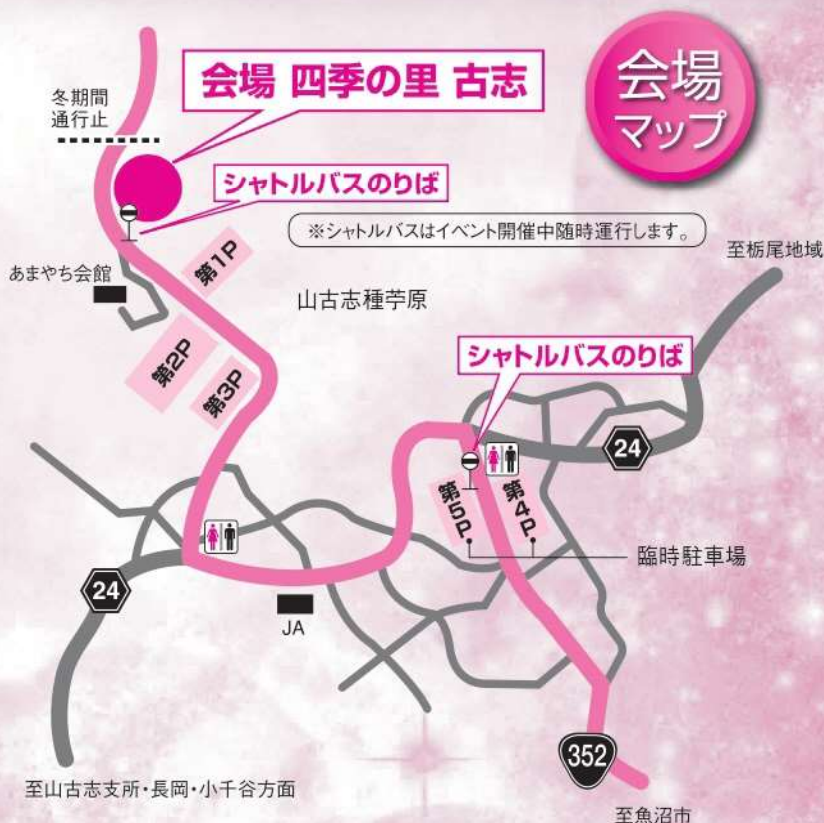 会場
マップ
会場 四季の里 古志
冬期間
通行止
シャトルバスのりば
※シャトルバスはイベント開催中随時運行します。
至栃尾地域
あまやち会館
第1P
山古志種苧原
第2P
第3P
シャトルバスのりば
24
第5P
第4P
臨時駐車場
24
JA
352
至山古志支所・長岡・小千谷方面
至魚沼市